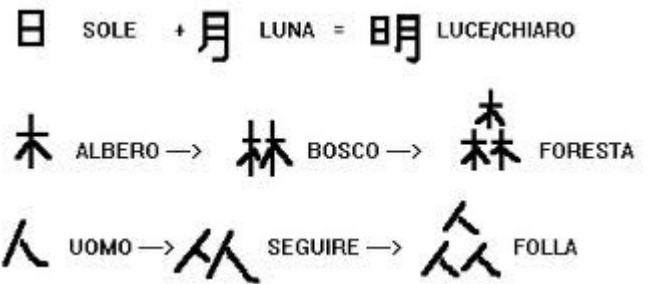 日 SOLE + 月 LUNA = 明 LUCE/CHIARO
木 ALBERO —> 林 BOSCO —> 森 FORESTA
人 UOMO —> 从 SEGUIRE —> 众 FOLLA